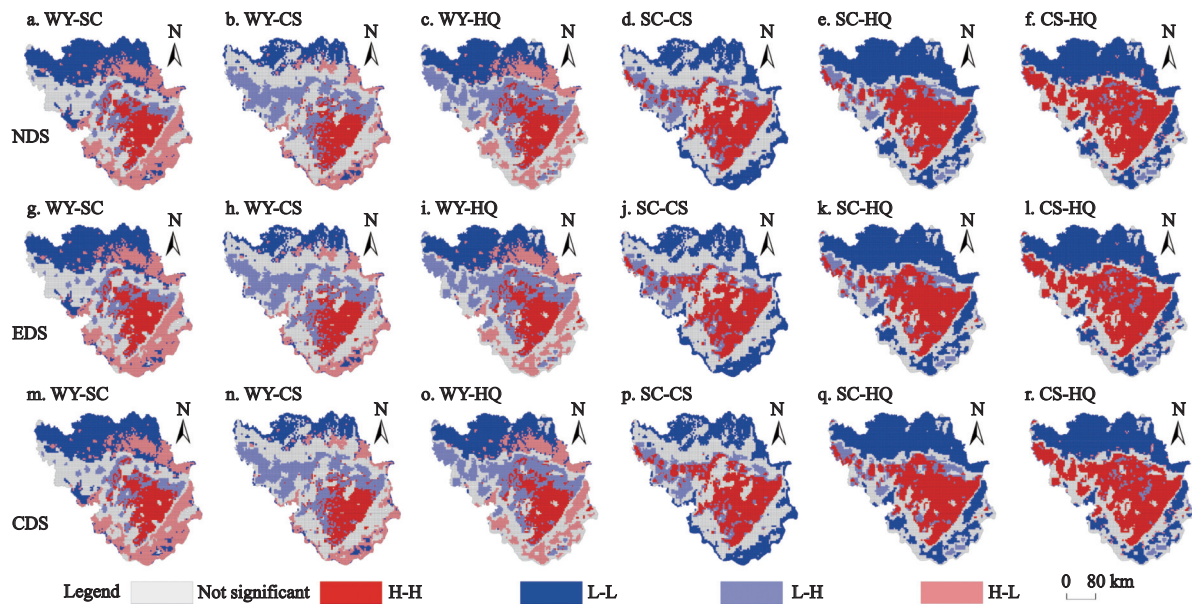 a. WY-SC b. WY-CS c. WY-HQ d. SC-CS e. SC-HQ f. CS-HQ
N N N N N N
NDS
g. WY-SC h. WY-CS i. WY-HQ j. SC-CS k. SC-HQ l. CS-HQ
N N N N N N
EDS
m. WY-SC n. WY-CS o. WY-HQ p. SC-CS q. SC-HQ r. CS-HQ
N N N N N N
CDS
Legend Not significant H-H L-L L-H H-L 0 80 km